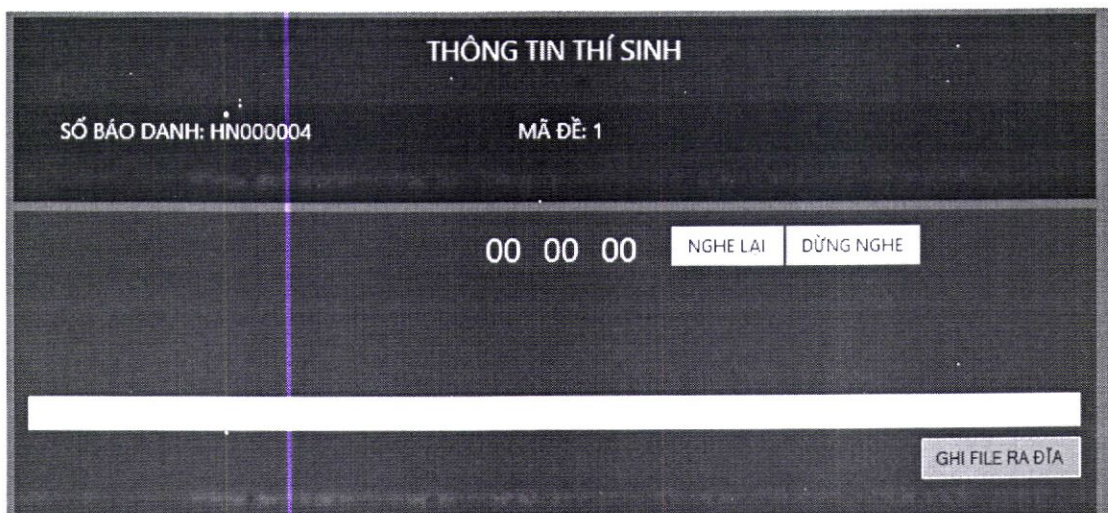 THÔNG TIN THÍ SINH
SỐ BÁO DANH: HN000004 MÃ ĐỀ: 1
00 00 00 NGHE LẠI DỪNG NGHE
GHI FILE RA ĐĨA